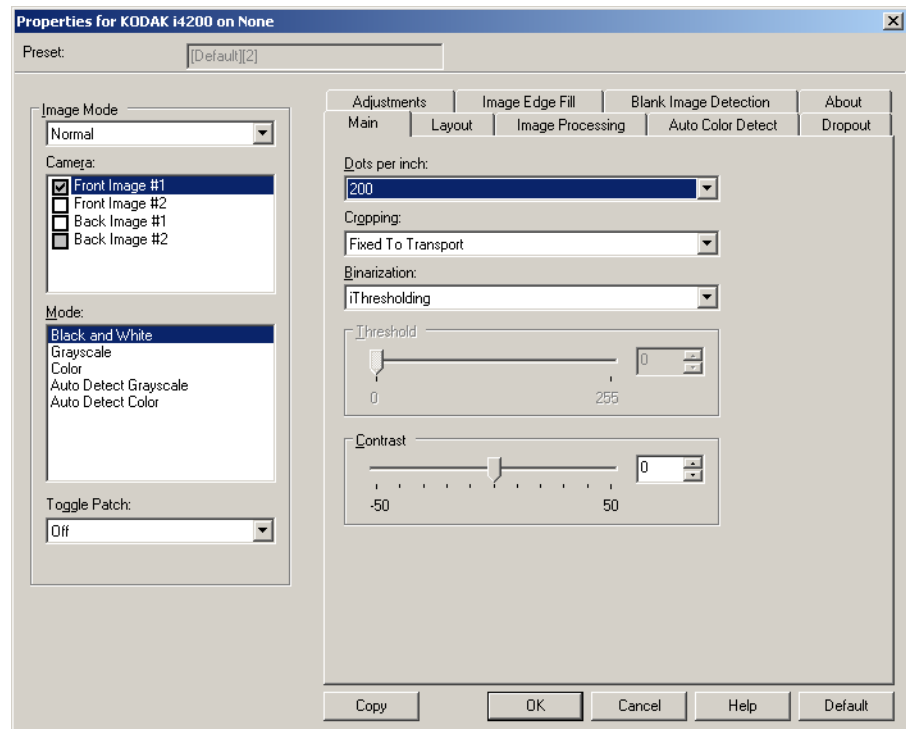 Properties for KODAK i4200 on None
Preset:
[Default][2]
Image Mode
Normal
Camera:
Front Image #1
Front Image #2
Back Image #1
Back Image #2
Mode:
Black and White
Grayscale
Color
Auto Detect Grayscale
Auto Detect Color
Toggle Patch:
Off
Adjustments
Image Edge Fill
Blank Image Detection
About
Main
Layout
Image Processing
Auto Color Detect
Dropout
Dots per inch:
200
Cropping:
Fixed To Transport
Binarization:
iThresholding
Threshold
0
0 255
Contrast
0
-50 50
Copy
OK
Cancel
Help
Default